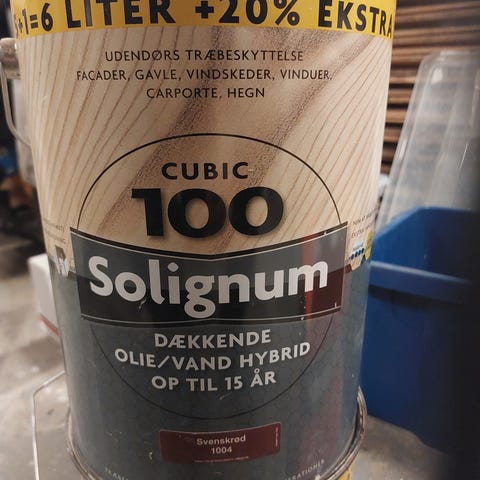 5+1=6 LITER +20% EKSTRA
UDENDØRS TRÆBESKYTTELSE
FACADER, GAVLE, VINDSKEDER, VINDUER,
CARPORTE, HEGN
CUBIC
100
Solignum
DÆKKENDE
OLIE/VAND HYBRID
OP TIL 15 ÅR
Svenskrød
1004